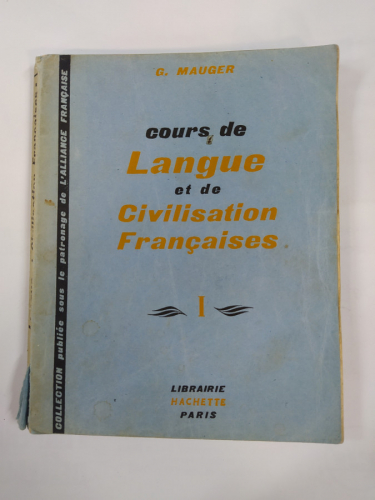 G. MAUGER
cours de
Langue
et de
Civilisation
Françaises
I
LIBRAIRIE
HACHETTE
PARIS
COLLECTION publiée sous le patronage de L'ALLIANCE FRANÇAISE